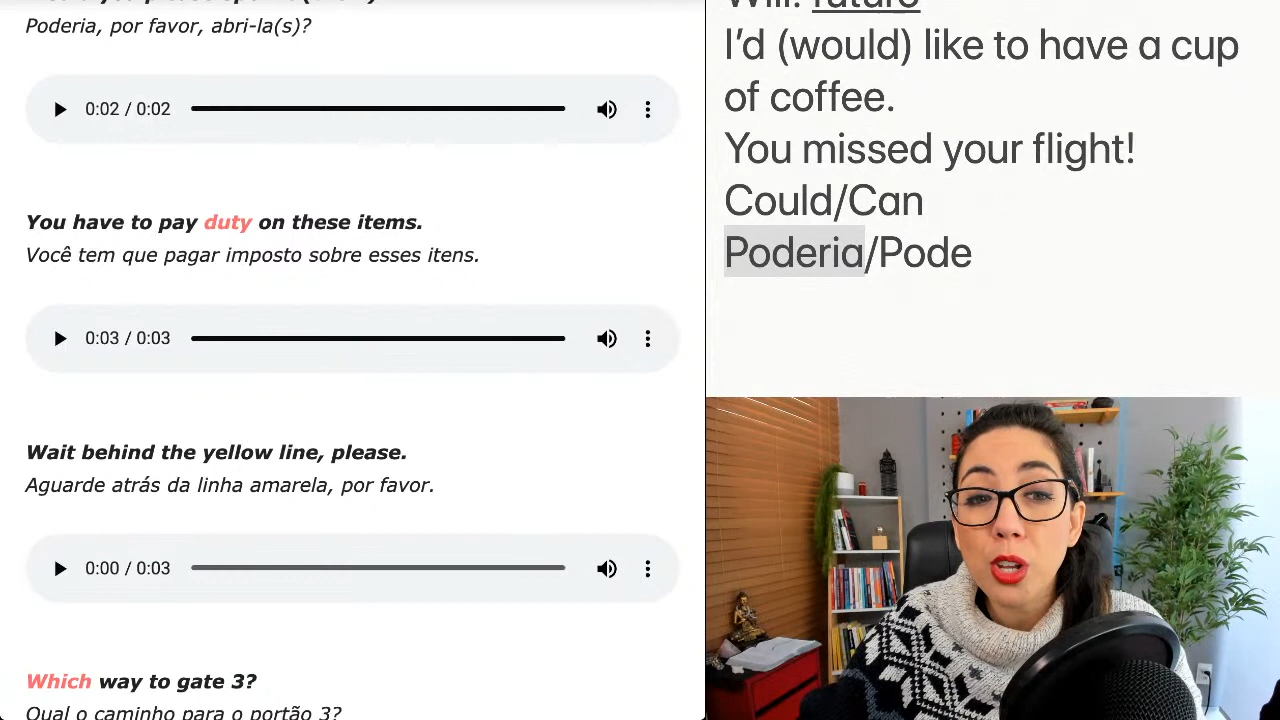 Poderia, por favor, abri-la(s)?
0:02 / 0:02
You have to pay duty on these items.
Você tem que pagar imposto sobre esses itens.
0:03 / 0:03
Wait behind the yellow line, please.
Aguarde atrás da linha amarela, por favor.
0:00 / 0:03
Which way to gate 3?
Qual o caminho para o portão 3?
Will: futuro
I'd (would) like to have a cup
of coffee.
You missed your flight!
Could/Can
Poderia/Pode